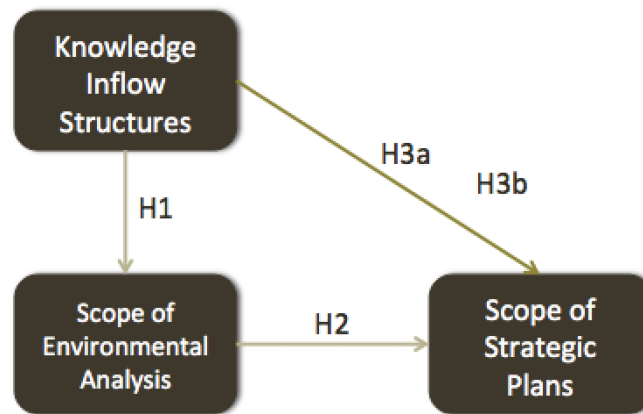 Knowledge
Inflow
Structures
H3a
H3b
H1
Scope of
Environmental
Analysis
H2
Scope of
Strategic
Plans